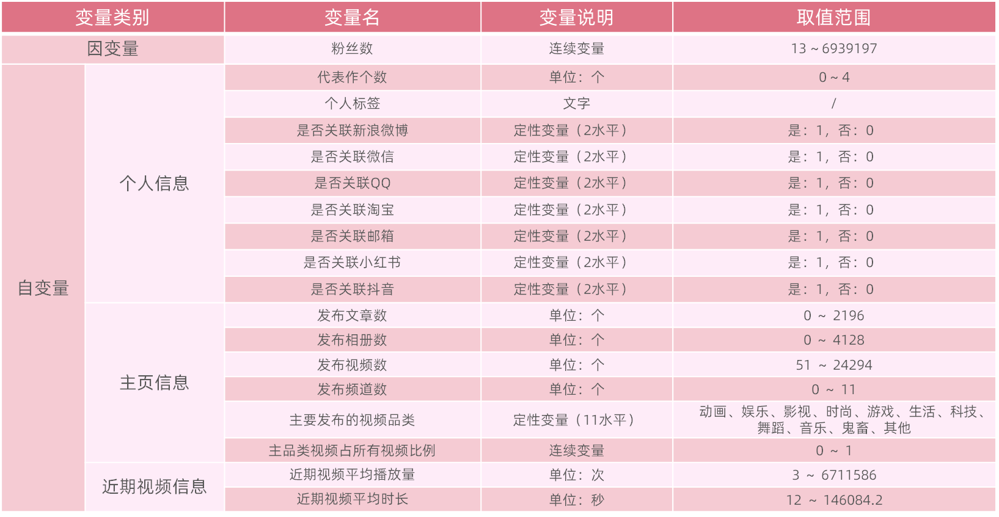 变量类别 变量名 变量说明 取值范围
因变量 粉丝数 连续变量 13 ~ 6939197
自变量 个人信息 代表作个数 单位：个 0 ~ 4
个人标签 文字 /
是否关联新浪微博 定性变量（2水平） 是：1，否：0
是否关联微信 定性变量（2水平） 是：1，否：0
是否关联QQ 定性变量（2水平） 是：1，否：0
是否关联淘宝 定性变量（2水平） 是：1，否：0
是否关联邮箱 定性变量（2水平） 是：1，否：0
是否关联小红书 定性变量（2水平） 是：1，否：0
是否关联抖音 定性变量（2水平） 是：1，否：0
主页信息 发布文章数 单位：个 0 ~ 2196
发布相册数 单位：个 0 ~ 4128
发布视频数 单位：个 51 ~ 24294
发布频道数 单位：个 0 ~ 11
主要发布的视频品类 定性变量（11水平） 动画、娱乐、影视、时尚、游戏、生活、科技、
舞蹈、音乐、鬼畜、其他
主品类视频占所有视频比例 连续变量 0 ~ 1
近期视频信息 近期视频平均播放量 单位：次 3 ~ 6711586
近期视频平均时长 单位：秒 12 ~ 146084.2